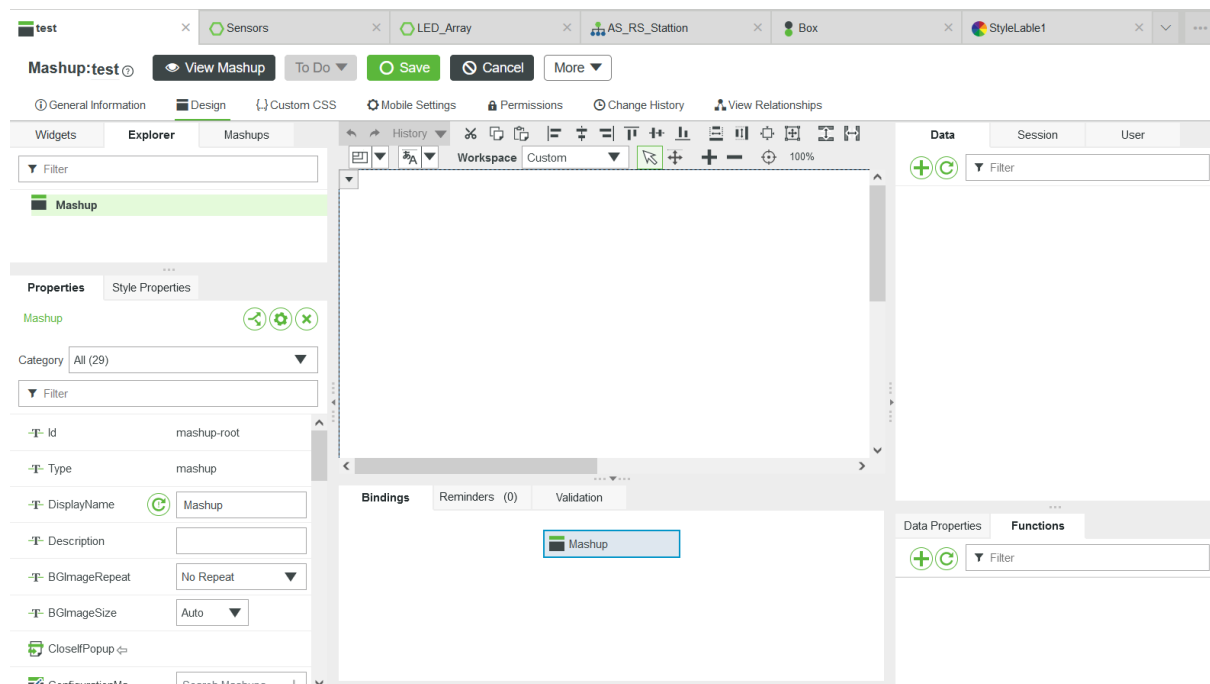 test
Sensors
LED_Array
AS_RS_Stattion
Box
StyleLable1
Mashup:test
View Mashup
To Do
Save
Cancel
More
General Information
Design
Custom CSS
Mobile Settings
Permissions
Change History
View Relationships
Widgets
Explorer
Mashups
Filter
Mashup
Properties
Style Properties
Mashup
Category
All (29)
Filter
Id
mashup-root
Type
mashup
DisplayName
Mashup
Description
BGImageRepeat
No Repeat
BGImageSize
Auto
CloseIfPopup
History
Workspace
Custom
100%
Bindings
Reminders (0)
Validation
Mashup
Data
Session
User
Filter
Data Properties
Functions
Filter